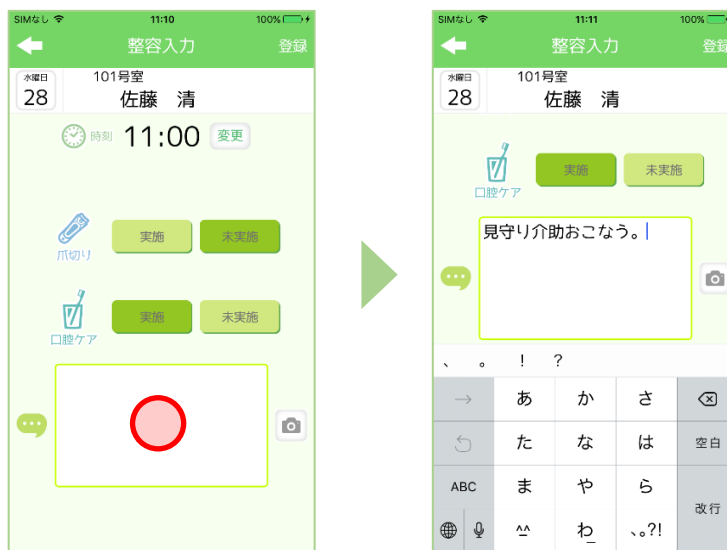 SIMなし 11:10 100%
整容入力 登録
水曜日 101号室
28 佐藤 清
時刻 11:00 変更
爪切り 実施 未実施
口腔ケア 実施 未実施
SIMなし 11:11 100%
整容入力 登録
水曜日 101号室
28 佐藤 清
口腔ケア 実施 未実施
見守り介助おこなう。
、 。 ! ?
→ あ か さ
た な は 空白
ABC ま や ら 改行
^^ わ_ 、。?!